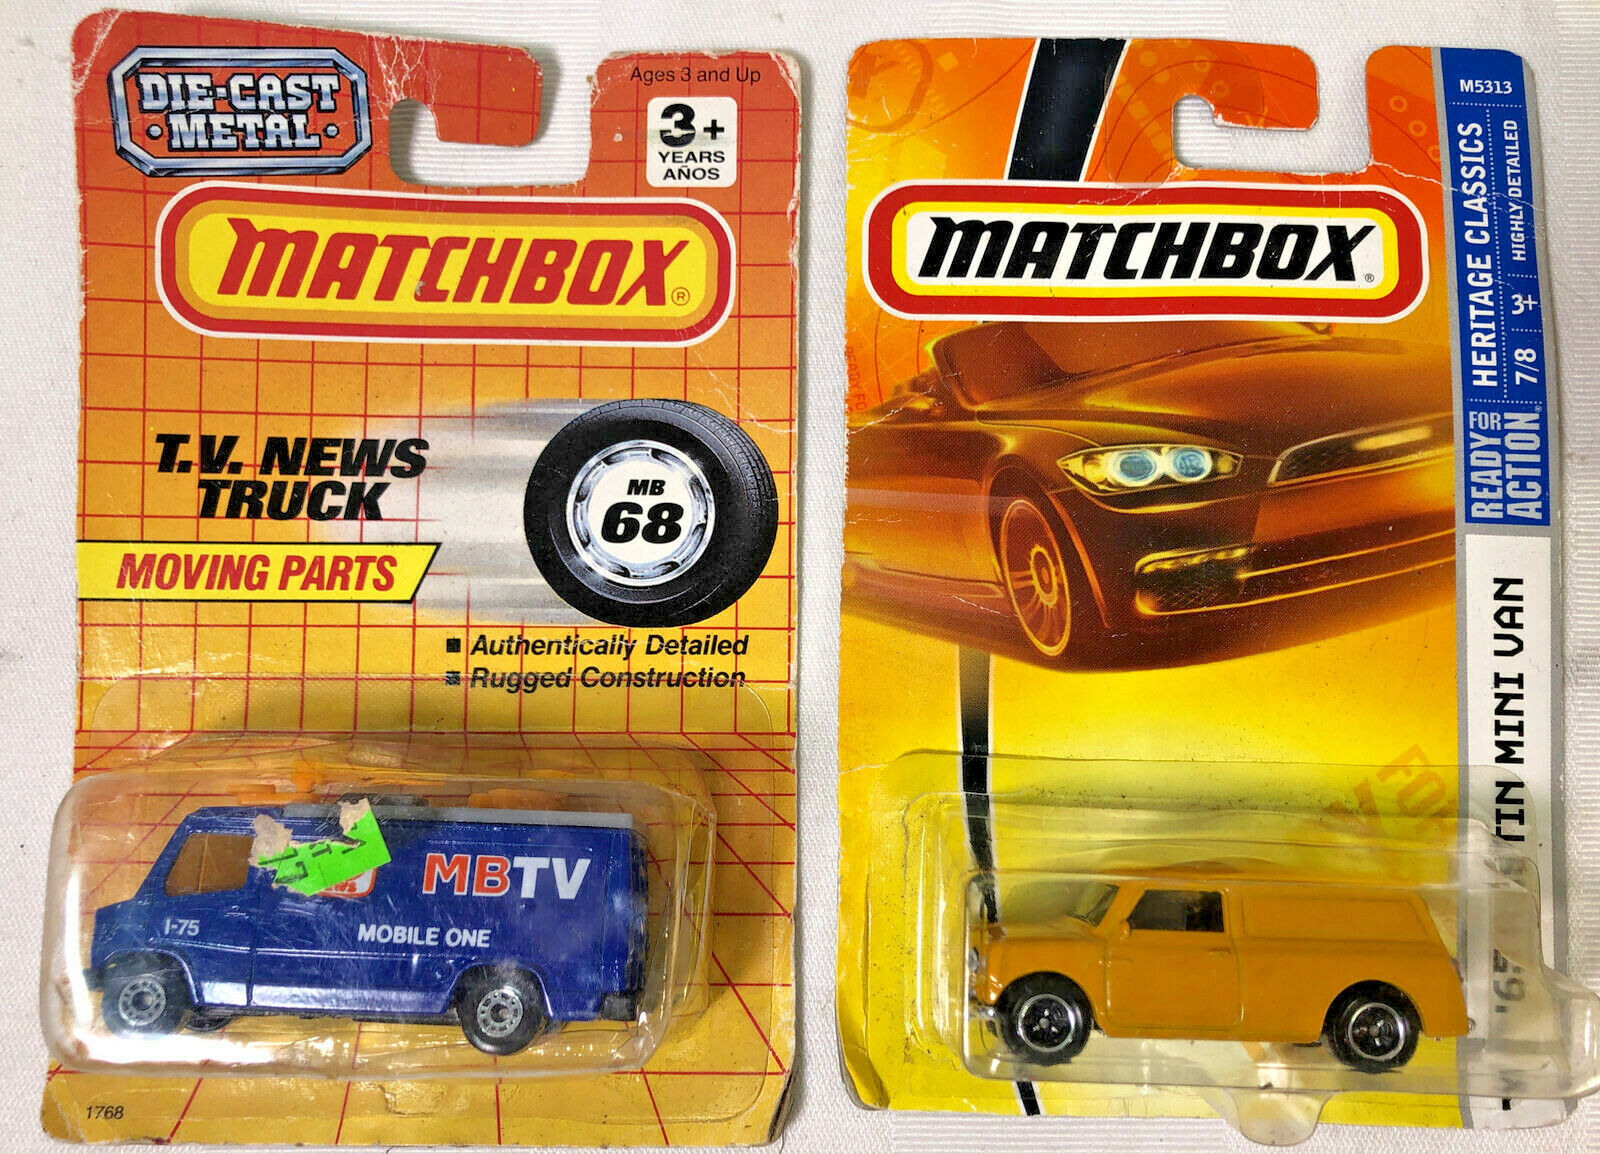 DIE-CAST
• METAL •
Ages 3 and Up
3+
YEARS
AÑOS
MATCHBOX®
T.V. NEWS
TRUCK
MB
68
MOVING PARTS
■ Authentically Detailed
■ Rugged Construction
MBTV
I-75
MOBILE ONE
1768
MATCHBOX®
M5313
HERITAGE CLASSICS
HIGHLY DETAILED
7/8
3+
READY FOR
ACTION®
'65 TIN MINI VAN